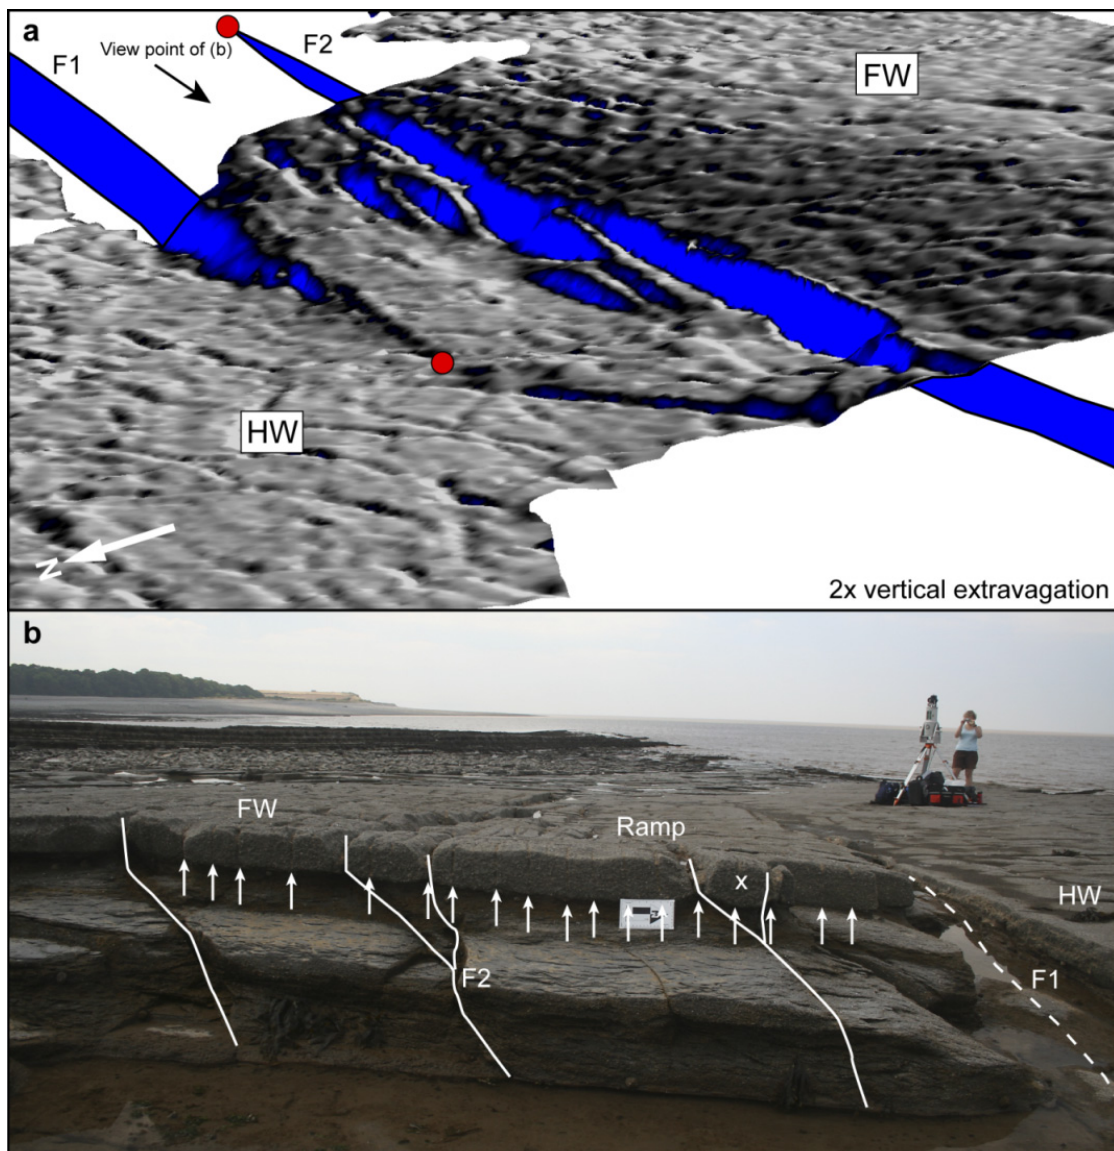 a
View point of (b)
F1
F2
FW
HW
N
2x vertical extravagation
b
FW
Ramp
x
HW
F2
F1